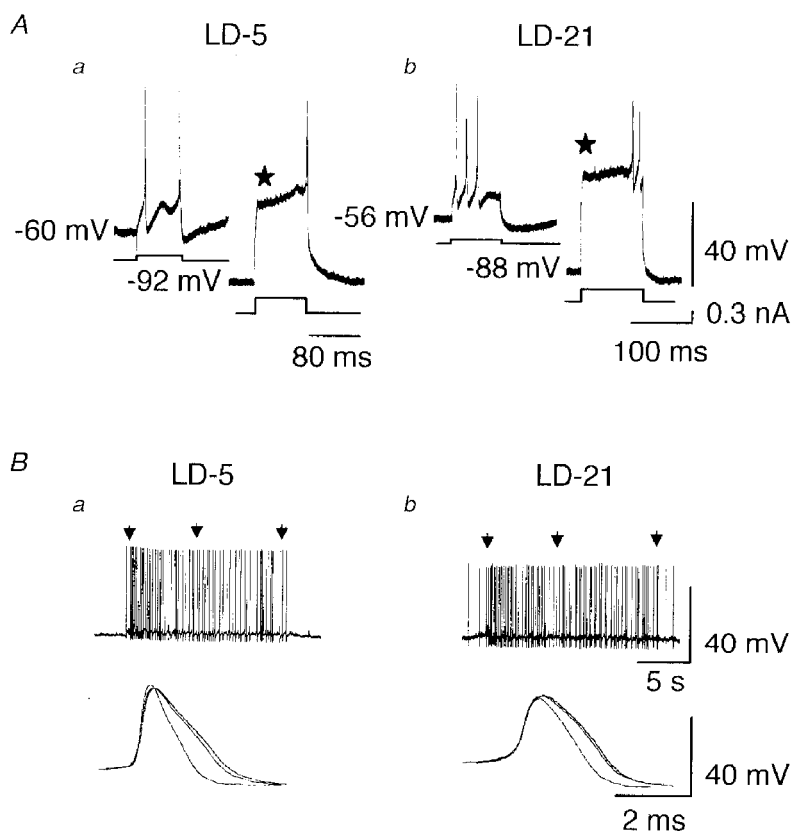 A
LD-5
LD-21
a
b
-60 mV
-92 mV
-56 mV
-88 mV
40 mV
0.3 nA
80 ms
100 ms
B
LD-5
LD-21
a
b
40 mV
5 s
40 mV
2 ms